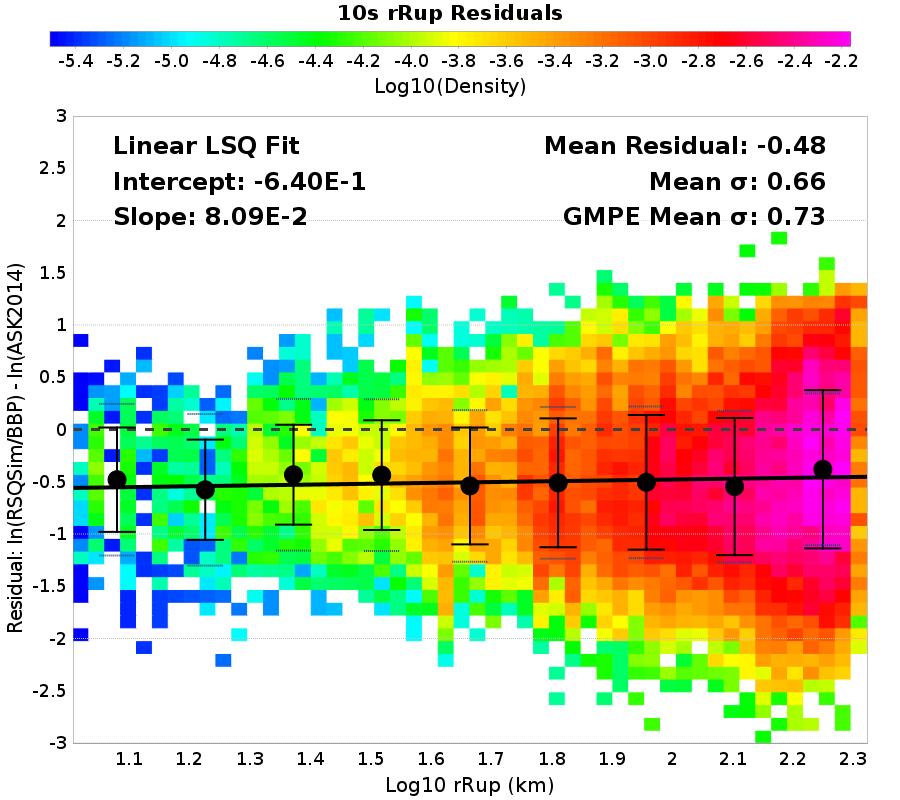 10s rRup Residuals
-5.4 -5.2 -5.0 -4.8 -4.6 -4.4 -4.2 -4.0 -3.8 -3.6 -3.4 -3.2 -3.0 -2.8 -2.6 -2.4 -2.2
Log10(Density)
Linear LSQ Fit
Intercept: -6.40E-1
Slope: 8.09E-2
Mean Residual: -0.48
Mean σ: 0.66
GMPE Mean σ: 0.73
Residual: ln(RSQSim/BBP) - ln(ASK2014)
3
2.5
2
1.5
1
0.5
0
-0.5
-1
-1.5
-2
-2.5
-3
1.1 1.2 1.3 1.4 1.5 1.6 1.7 1.8 1.9 2 2.1 2.2 2.3
Log10 rRup (km)